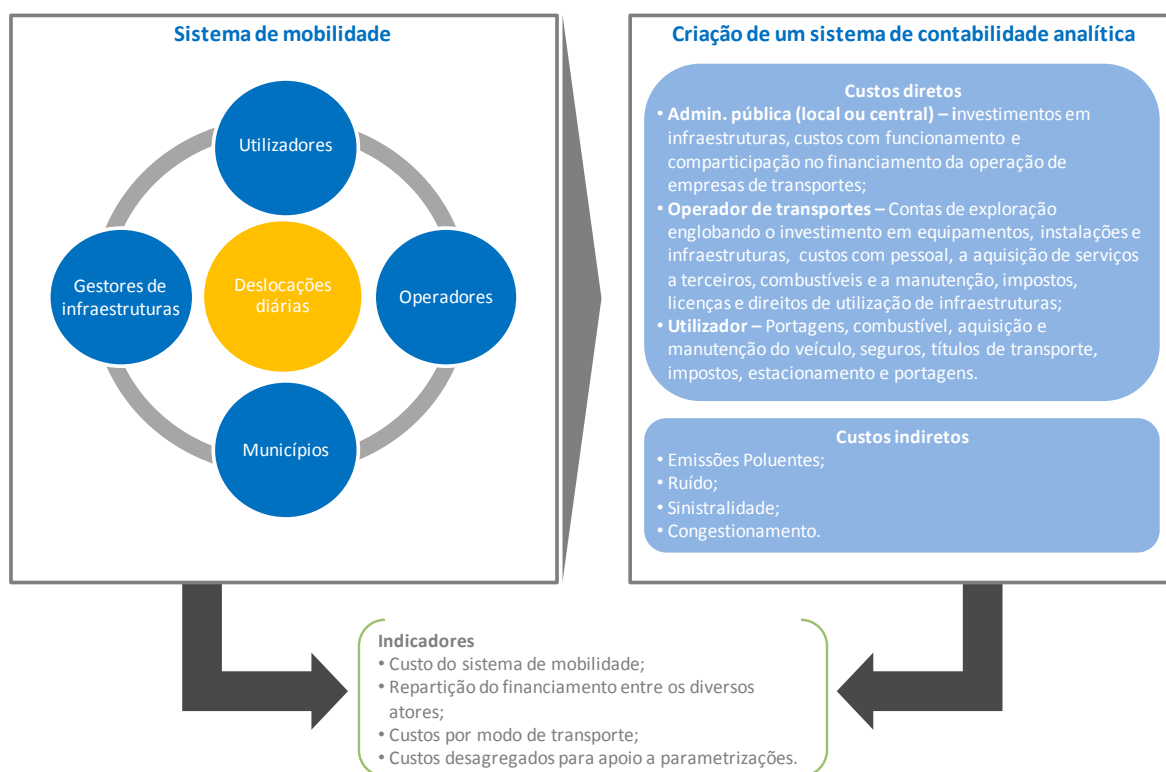 Sistema de mobilidade
Utilizadores
Gestores de
infraestruturas
Deslocações
diárias
Operadores
Municípios
Criação de um sistema de contabilidade analítica
Custos diretos
• Admin. pública (local ou central) – investimentos em
infraestruturas, custos com funcionamento e
comparticipação no financiamento da operação de
empresas de transportes;
• Operador de transportes – Contas de exploração
englobando o investimento em equipamentos, instalações e
infraestruturas, custos com pessoal, a aquisição de serviços
a terceiros, combustíveis e a manutenção, impostos,
licenças e direitos de utilização de infraestruturas;
• Utilizador – Portagens, combustível, aquisição e
manutenção do veículo, seguros, títulos de transporte,
impostos, estacionamento e portagens.
Custos indiretos
• Emissões Poluentes;
• Ruído;
• Sinistralidade;
• Congestionamento.
Indicadores
• Custo do sistema de mobilidade;
• Repartição do financiamento entre os diversos
atores;
• Custos por modo de transporte;
• Custos desagregados para apoio a parametrizações.